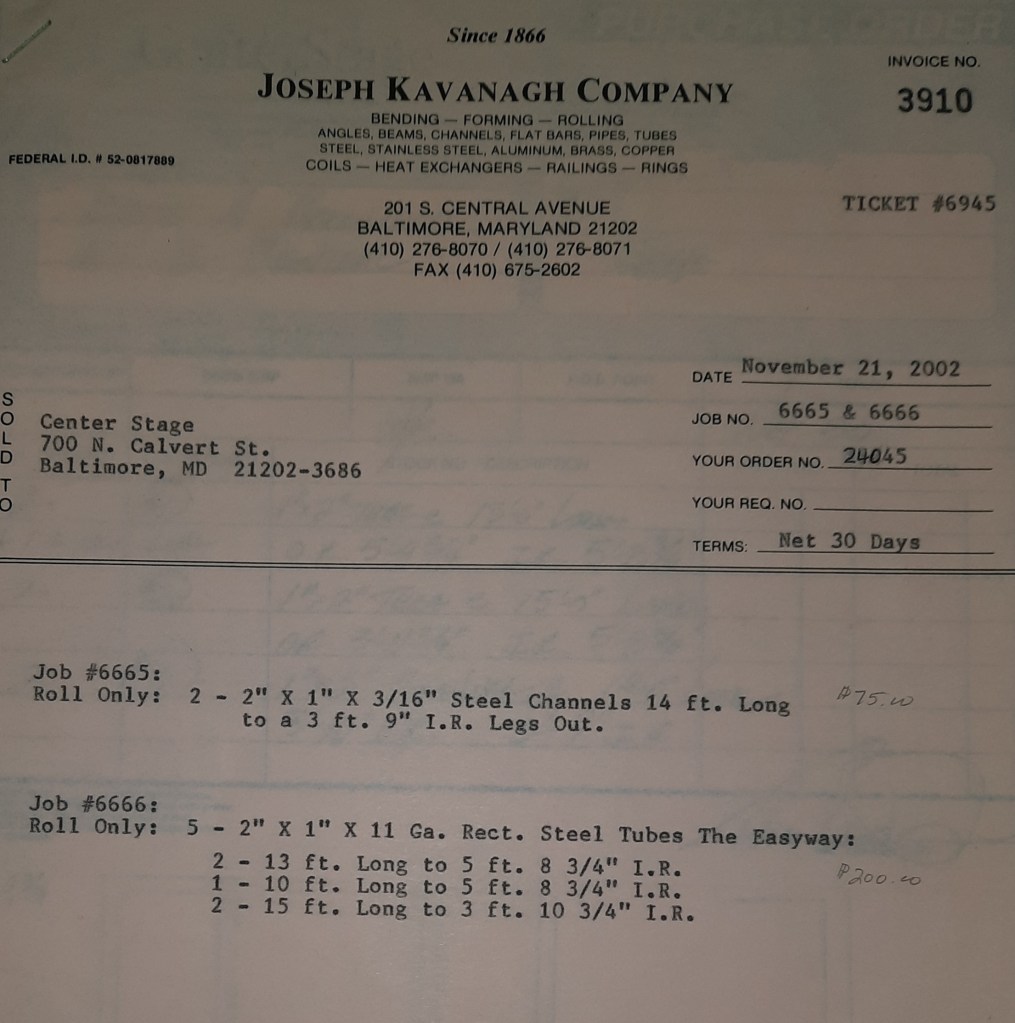 Since 1866
JOSEPH KAVANAGH COMPANY
BENDING — FORMING — ROLLING
ANGLES, BEAMS, CHANNELS, FLAT BARS, PIPES, TUBES
STEEL, STAINLESS STEEL, ALUMINUM, BRASS, COPPER
COILS — HEAT EXCHANGERS — RAILINGS — RINGS
INVOICE NO.
3910
FEDERAL I.D. # 52-0817889
TICKET #6945
201 S. CENTRAL AVENUE
BALTIMORE, MARYLAND 21202
(410) 276-8070 / (410) 276-8071
FAX (410) 675-2602
DATE November 21, 2002
JOB NO. 6665 & 6666
YOUR ORDER NO. 24045
YOUR REQ. NO.
TERMS: Net 30 Days
SOLD TO
Center Stage
700 N. Calvert St.
Baltimore, MD 21202-3686
Job #6665:
Roll Only: 2 - 2" X 1" X 3/16" Steel Channels 14 ft. Long $75.00
to a 3 ft. 9" I.R. Legs Out.
Job #6666:
Roll Only: 5 - 2" X 1" X 11 Ga. Rect. Steel Tubes The Easyway:
2 - 13 ft. Long to 5 ft. 8 3/4" I.R. $200.00
1 - 10 ft. Long to 5 ft. 8 3/4" I.R.
2 - 15 ft. Long to 3 ft. 10 3/4" I.R.